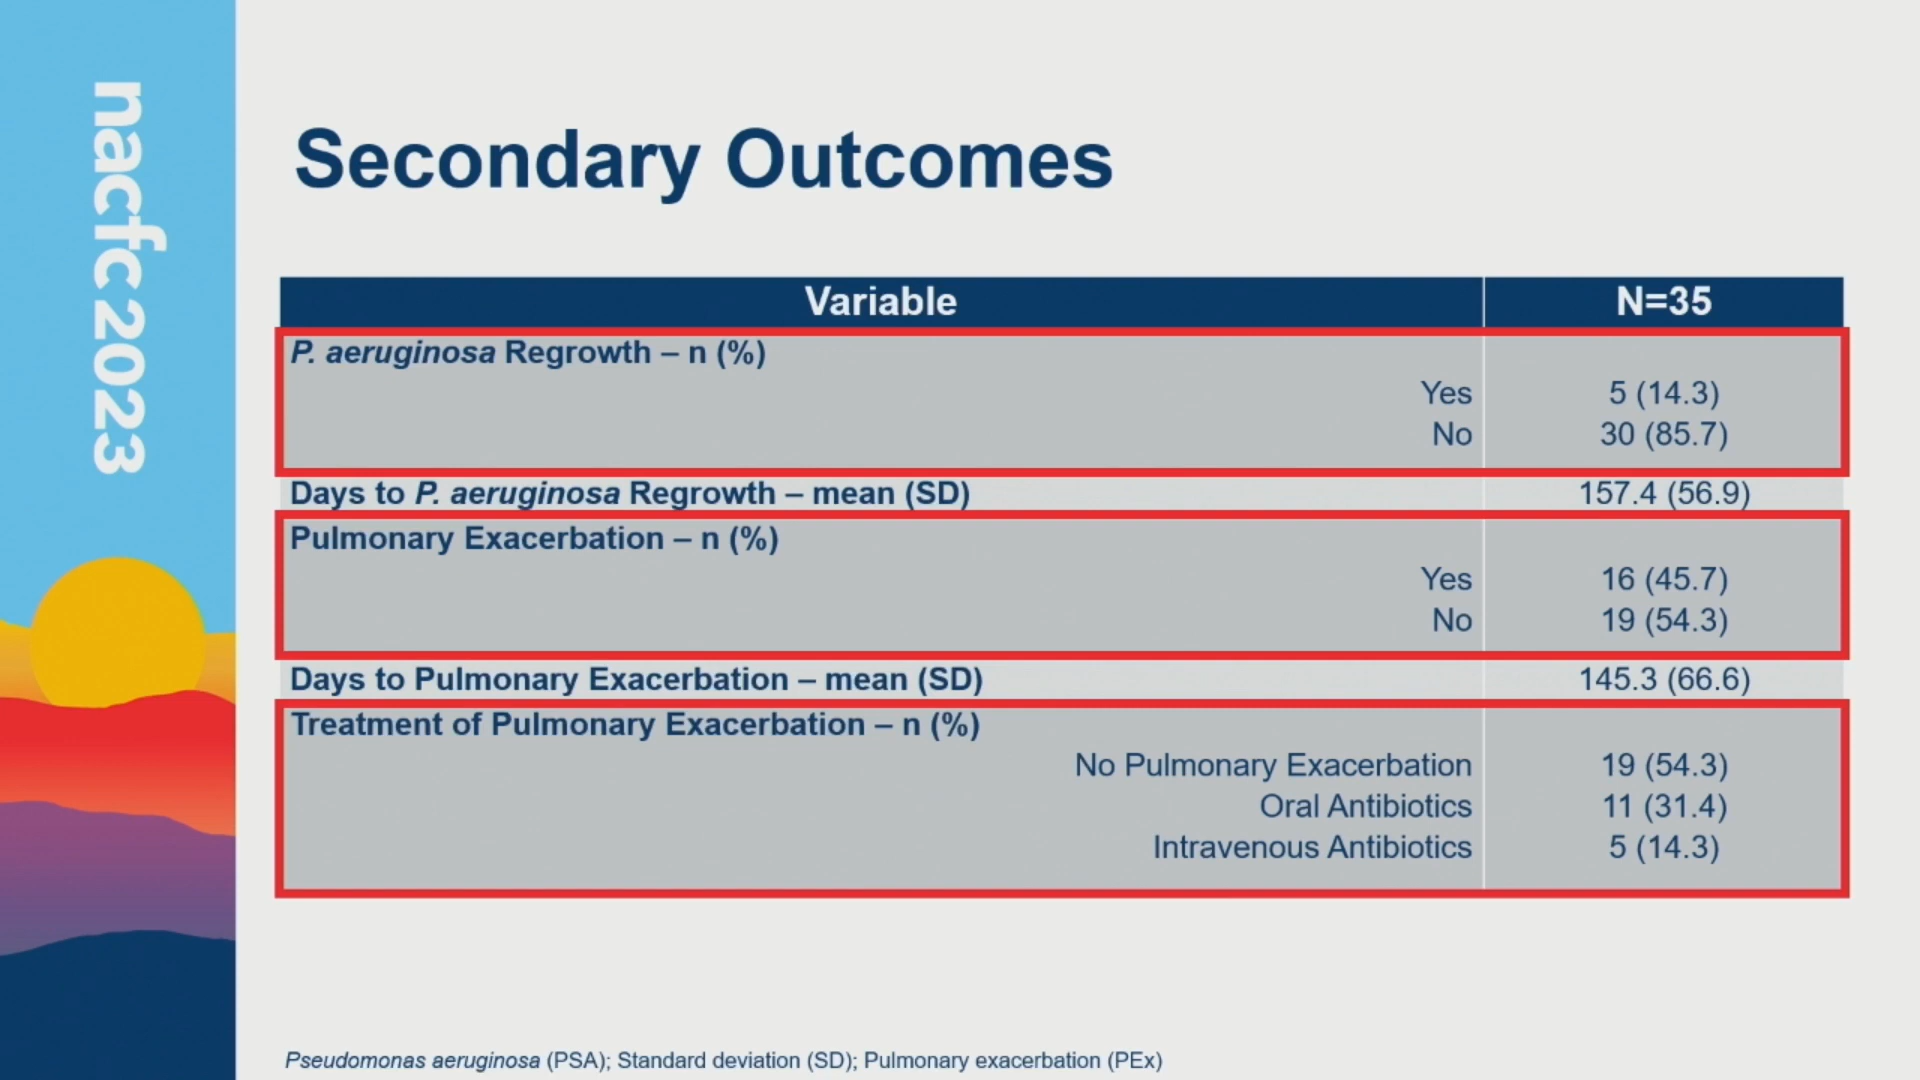 nacfc 2023
Secondary Outcomes
Variable N=35
P. aeruginosa Regrowth – n (%)
Yes 5 (14.3)
No 30 (85.7)
Days to P. aeruginosa Regrowth – mean (SD) 157.4 (56.9)
Pulmonary Exacerbation – n (%)
Yes 16 (45.7)
No 19 (54.3)
Days to Pulmonary Exacerbation – mean (SD) 145.3 (66.6)
Treatment of Pulmonary Exacerbation – n (%)
No Pulmonary Exacerbation 19 (54.3)
Oral Antibiotics 11 (31.4)
Intravenous Antibiotics 5 (14.3)
Pseudomonas aeruginosa (PSA); Standard deviation (SD); Pulmonary exacerbation (PEx)